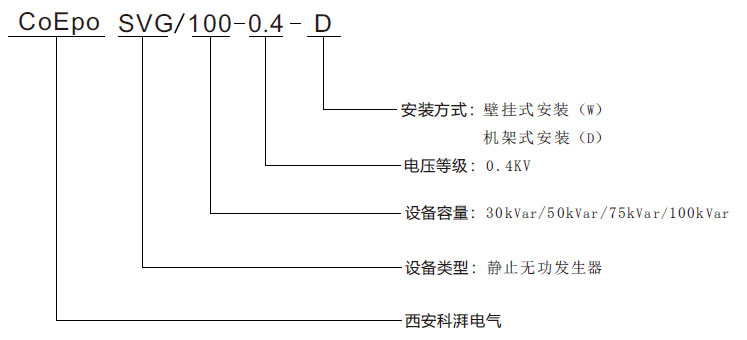 CoEpo SVG/100-0.4-D
安装方式：壁挂式安装（W）
机架式安装（D）
电压等级：0.4KV
设备容量：30kVar/50kVar/75kVar/100kVar
设备类型：静止无功发生器
西安科湃电气